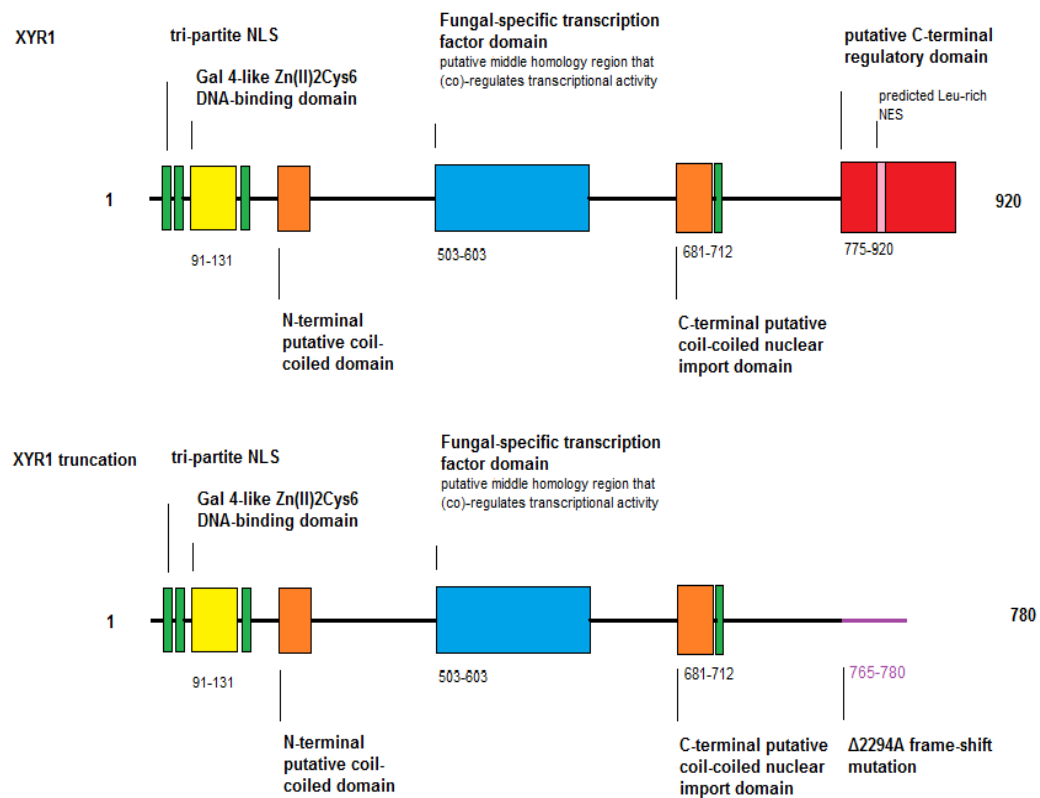 XYR1
tri-partite NLS
Gal 4-like Zn(II)2Cys6
DNA-binding domain
Fungal-specific transcription
factor domain
putative middle homology region that
(co)-regulates transcriptional activity
putative C-terminal
regulatory domain
predicted Leu-rich
NES
1
920
91-131
503-603
681-712
775-920
N-terminal
putative coil-
coiled domain
C-terminal putative
coil-coiled nuclear
import domain
XYR1 truncation
tri-partite NLS
Gal 4-like Zn(II)2Cys6
DNA-binding domain
Fungal-specific transcription
factor domain
putative middle homology region that
(co)-regulates transcriptional activity
1
780
91-131
503-603
681-712
765-780
N-terminal
putative coil-
coiled domain
C-terminal putative
coil-coiled nuclear
import domain
Δ2294A frame-shift
mutation